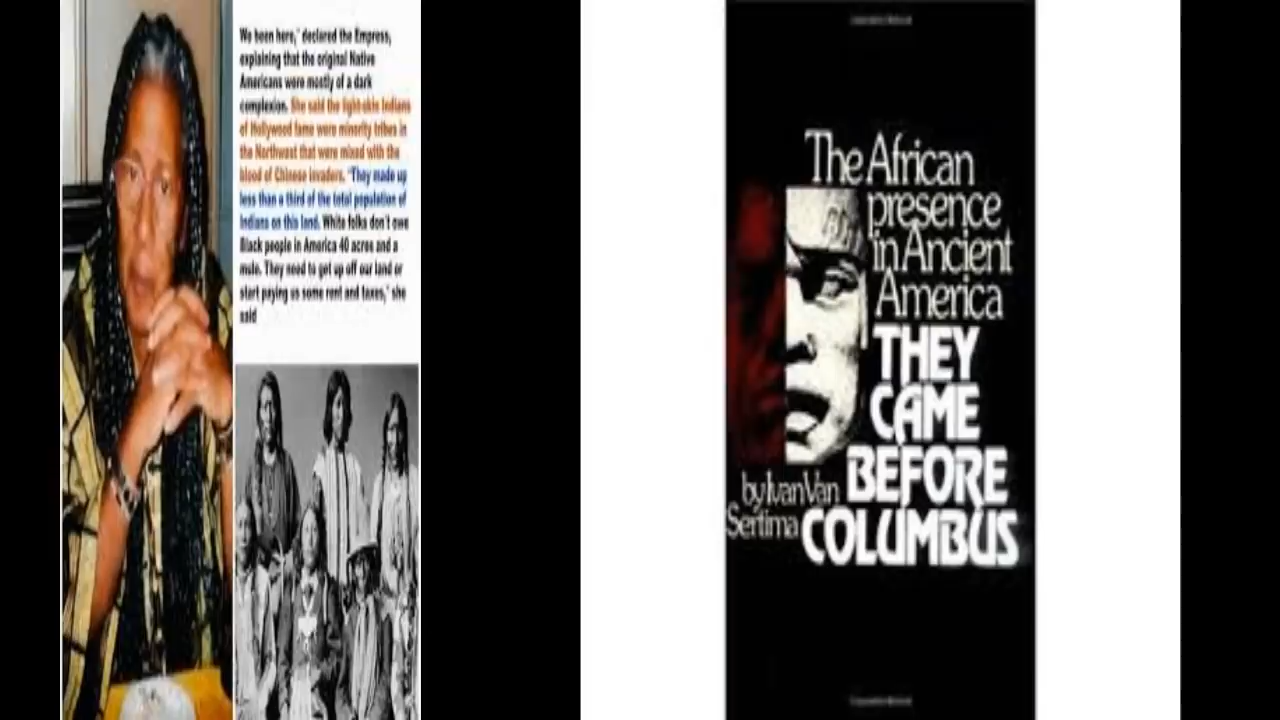 We been here,' declared the Empress,
explaining that the original Native
Americans were mostly of a dark
complexion. She said the light-skin Indians
of Hollywood fame were minority tribes in
the Northwest that were mixed with the
blood of Chinese invaders. "They made up
less than a third of the total population of
Indians on this land. White folks don't owe
Black people in America 40 acres and a
mule. They need to get up off our land or
start paying us some rent and taxes,' she
said
The African
presence
in Ancient
America
THEY
CAME
BEFORE
COLUMBUS
by Ivan Van
Sertima